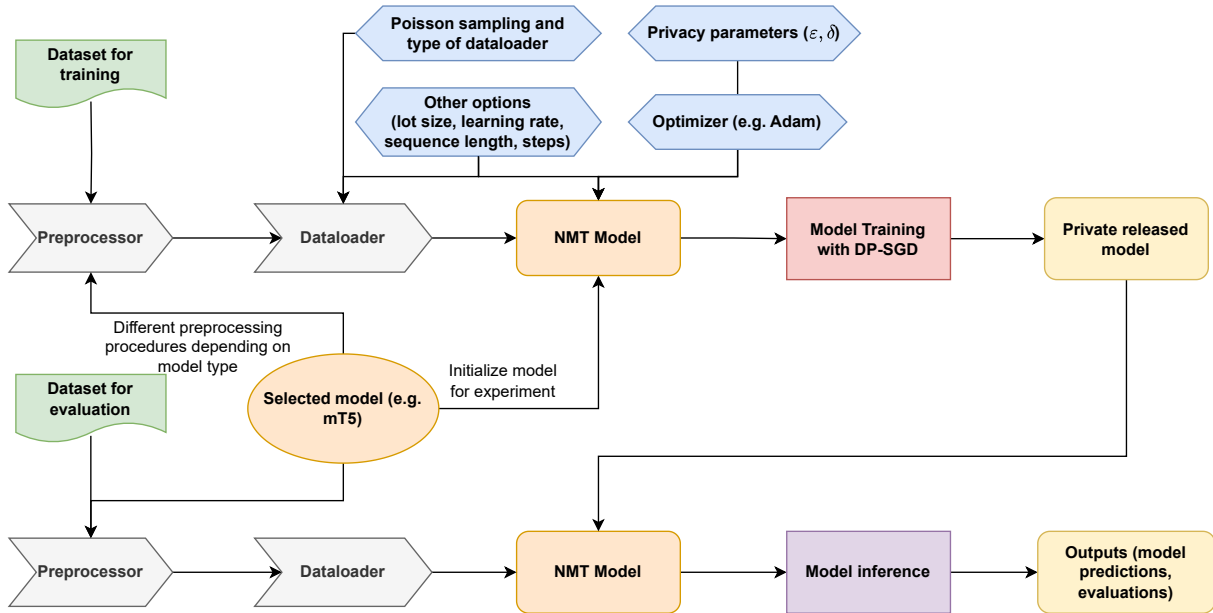 Poisson sampling and
type of dataloader
Privacy parameters (ε, δ)
Dataset for
training
Other options
(lot size, learning rate,
sequence length, steps)
Optimizer (e.g. Adam)
Preprocessor
Dataloader
NMT Model
Model Training
with DP-SGD
Private released
model
Different preprocessing
procedures depending on
model type
Initialize model
for experiment
Dataset for
evaluation
Selected model (e.g.
mT5)
Preprocessor
Dataloader
NMT Model
Model inference
Outputs (model
predictions,
evaluations)